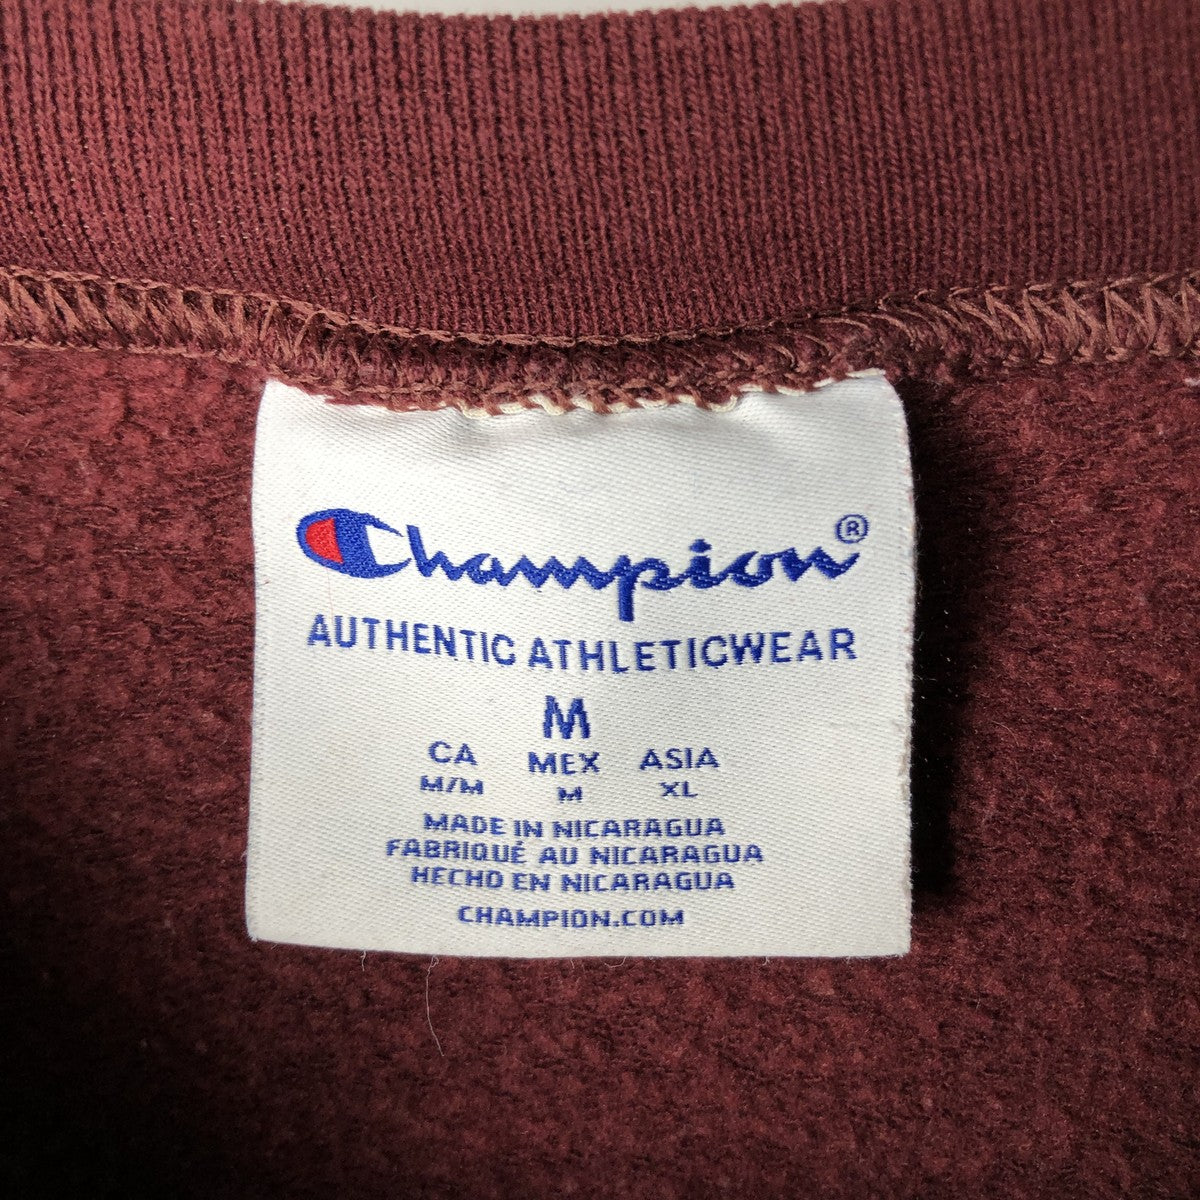 Champion®
AUTHENTIC ATHLETICWEAR
M
CA MEX ASIA
M/M M XL
MADE IN NICARAGUA
FABRIQUÉ AU NICARAGUA
HECHO EN NICARAGUA
CHAMPION.COM